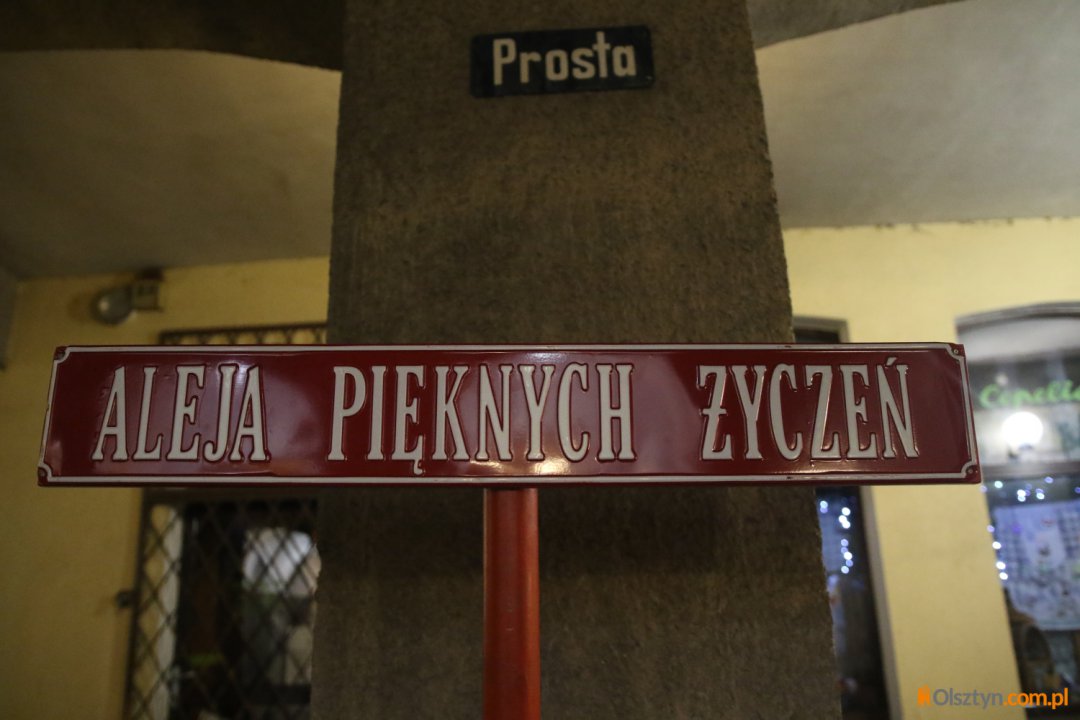 Prosta
ALEJA PIĘKNYCH ŻYCZEŃ
Olsztyn.com.pl